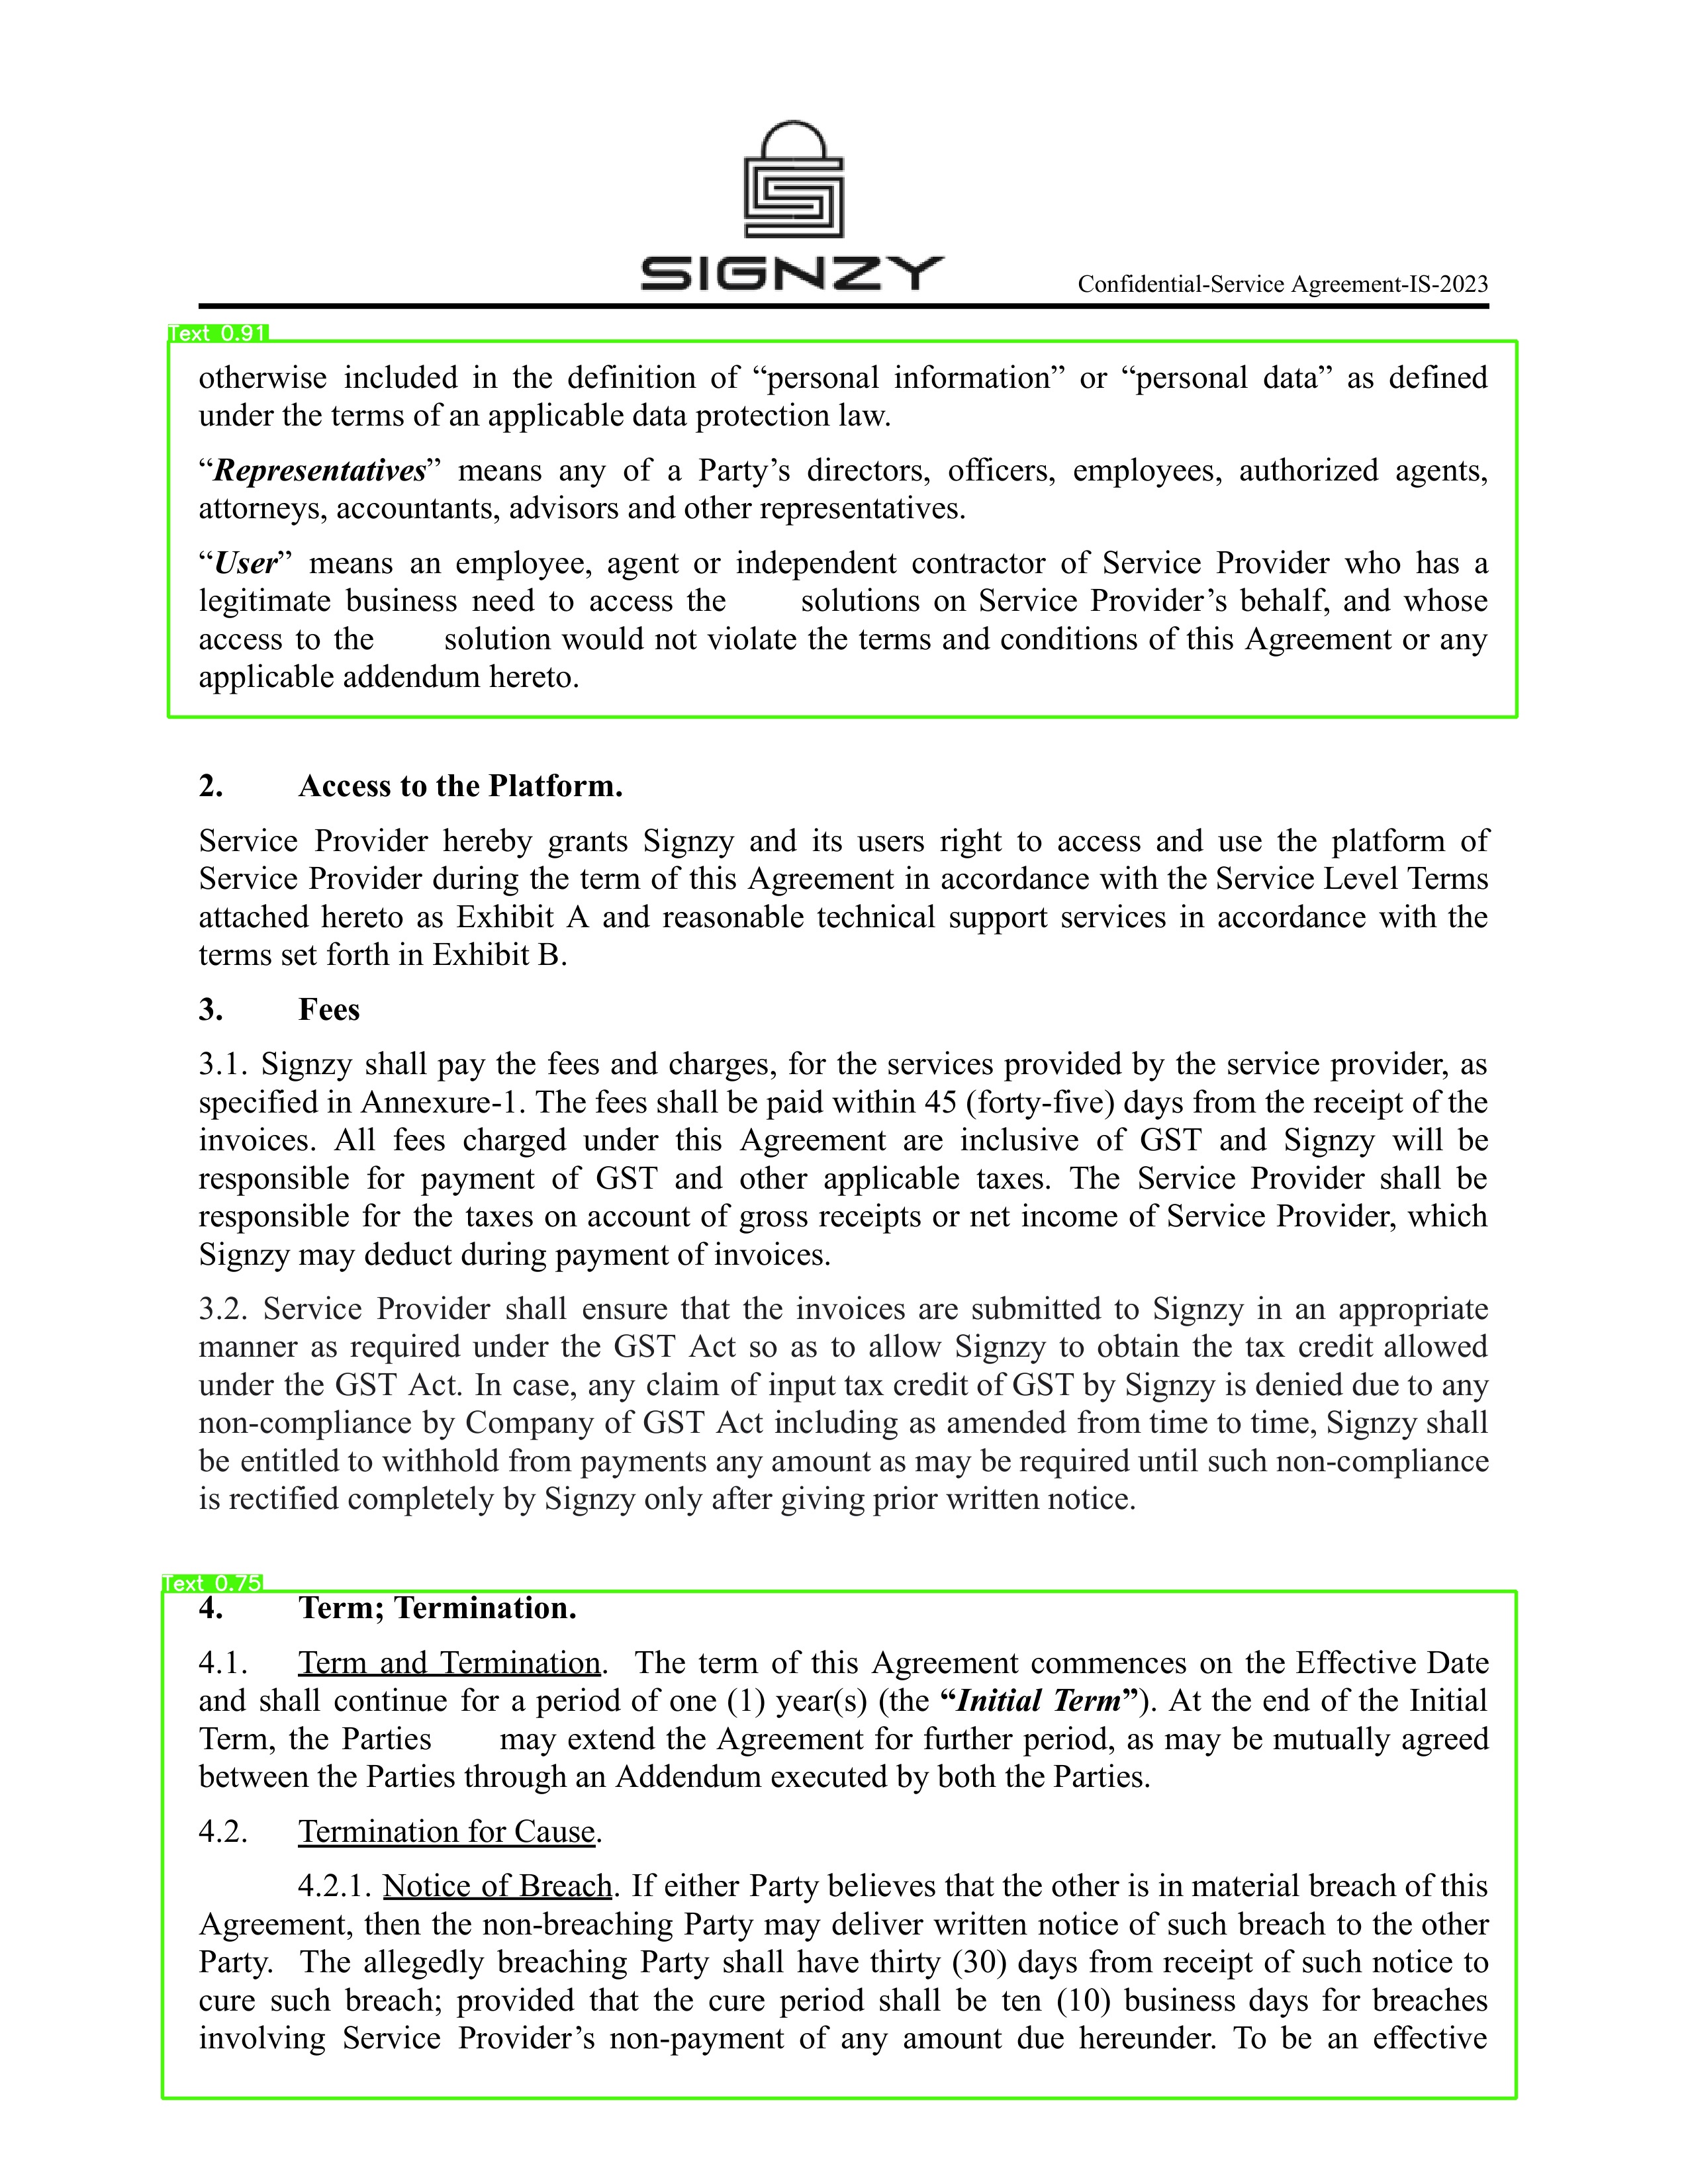 SIGNZY
Confidential-Service Agreement-IS-2023
Text 0.91
otherwise included in the definition of “personal information” or “personal data” as defined
under the terms of an applicable data protection law.
“Representatives” means any of a Party’s directors, officers, employees, authorized agents,
attorneys, accountants, advisors and other representatives.
“User” means an employee, agent or independent contractor of Service Provider who has a
legitimate business need to access the solutions on Service Provider’s behalf, and whose
access to the solution would not violate the terms and conditions of this Agreement or any
applicable addendum hereto.
2. Access to the Platform.
Service Provider hereby grants Signzy and its users right to access and use the platform of
Service Provider during the term of this Agreement in accordance with the Service Level Terms
attached hereto as Exhibit A and reasonable technical support services in accordance with the
terms set forth in Exhibit B.
3. Fees
3.1. Signzy shall pay the fees and charges, for the services provided by the service provider, as
specified in Annexure-1. The fees shall be paid within 45 (forty-five) days from the receipt of the
invoices. All fees charged under this Agreement are inclusive of GST and Signzy will be
responsible for payment of GST and other applicable taxes. The Service Provider shall be
responsible for the taxes on account of gross receipts or net income of Service Provider, which
Signzy may deduct during payment of invoices.
3.2. Service Provider shall ensure that the invoices are submitted to Signzy in an appropriate
manner as required under the GST Act so as to allow Signzy to obtain the tax credit allowed
under the GST Act. In case, any claim of input tax credit of GST by Signzy is denied due to any
non-compliance by Company of GST Act including as amended from time to time, Signzy shall
be entitled to withhold from payments any amount as may be required until such non-compliance
is rectified completely by Signzy only after giving prior written notice.
Text 0.75
4. Term; Termination.
4.1. Term and Termination. The term of this Agreement commences on the Effective Date
and shall continue for a period of one (1) year(s) (the “Initial Term”). At the end of the Initial
Term, the Parties may extend the Agreement for further period, as may be mutually agreed
between the Parties through an Addendum executed by both the Parties.
4.2. Termination for Cause.
4.2.1. Notice of Breach. If either Party believes that the other is in material breach of this
Agreement, then the non-breaching Party may deliver written notice of such breach to the other
Party. The allegedly breaching Party shall have thirty (30) days from receipt of such notice to
cure such breach; provided that the cure period shall be ten (10) business days for breaches
involving Service Provider’s non-payment of any amount due hereunder. To be an effective